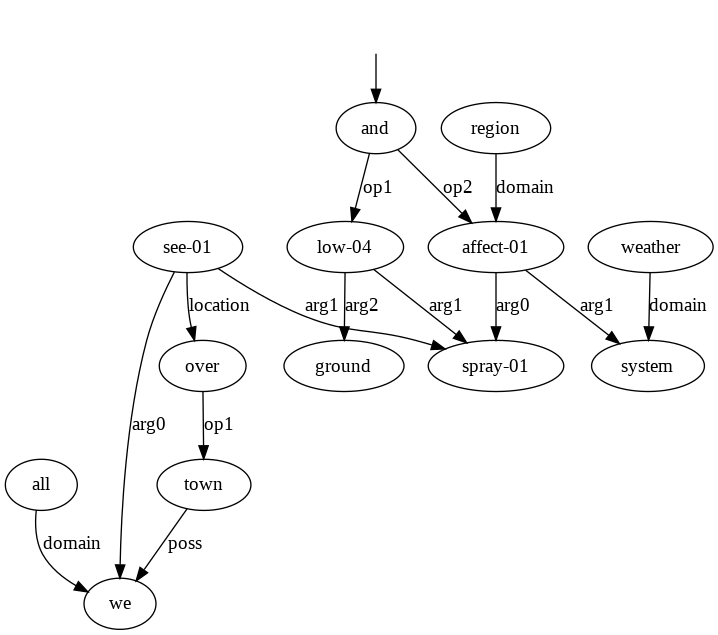 and
region
op1
op2
domain
see-01
low-04
affect-01
weather
location
arg1
arg2
arg1
arg0
arg1
domain
over
ground
spray-01
system
arg0
op1
all
town
domain
poss
we